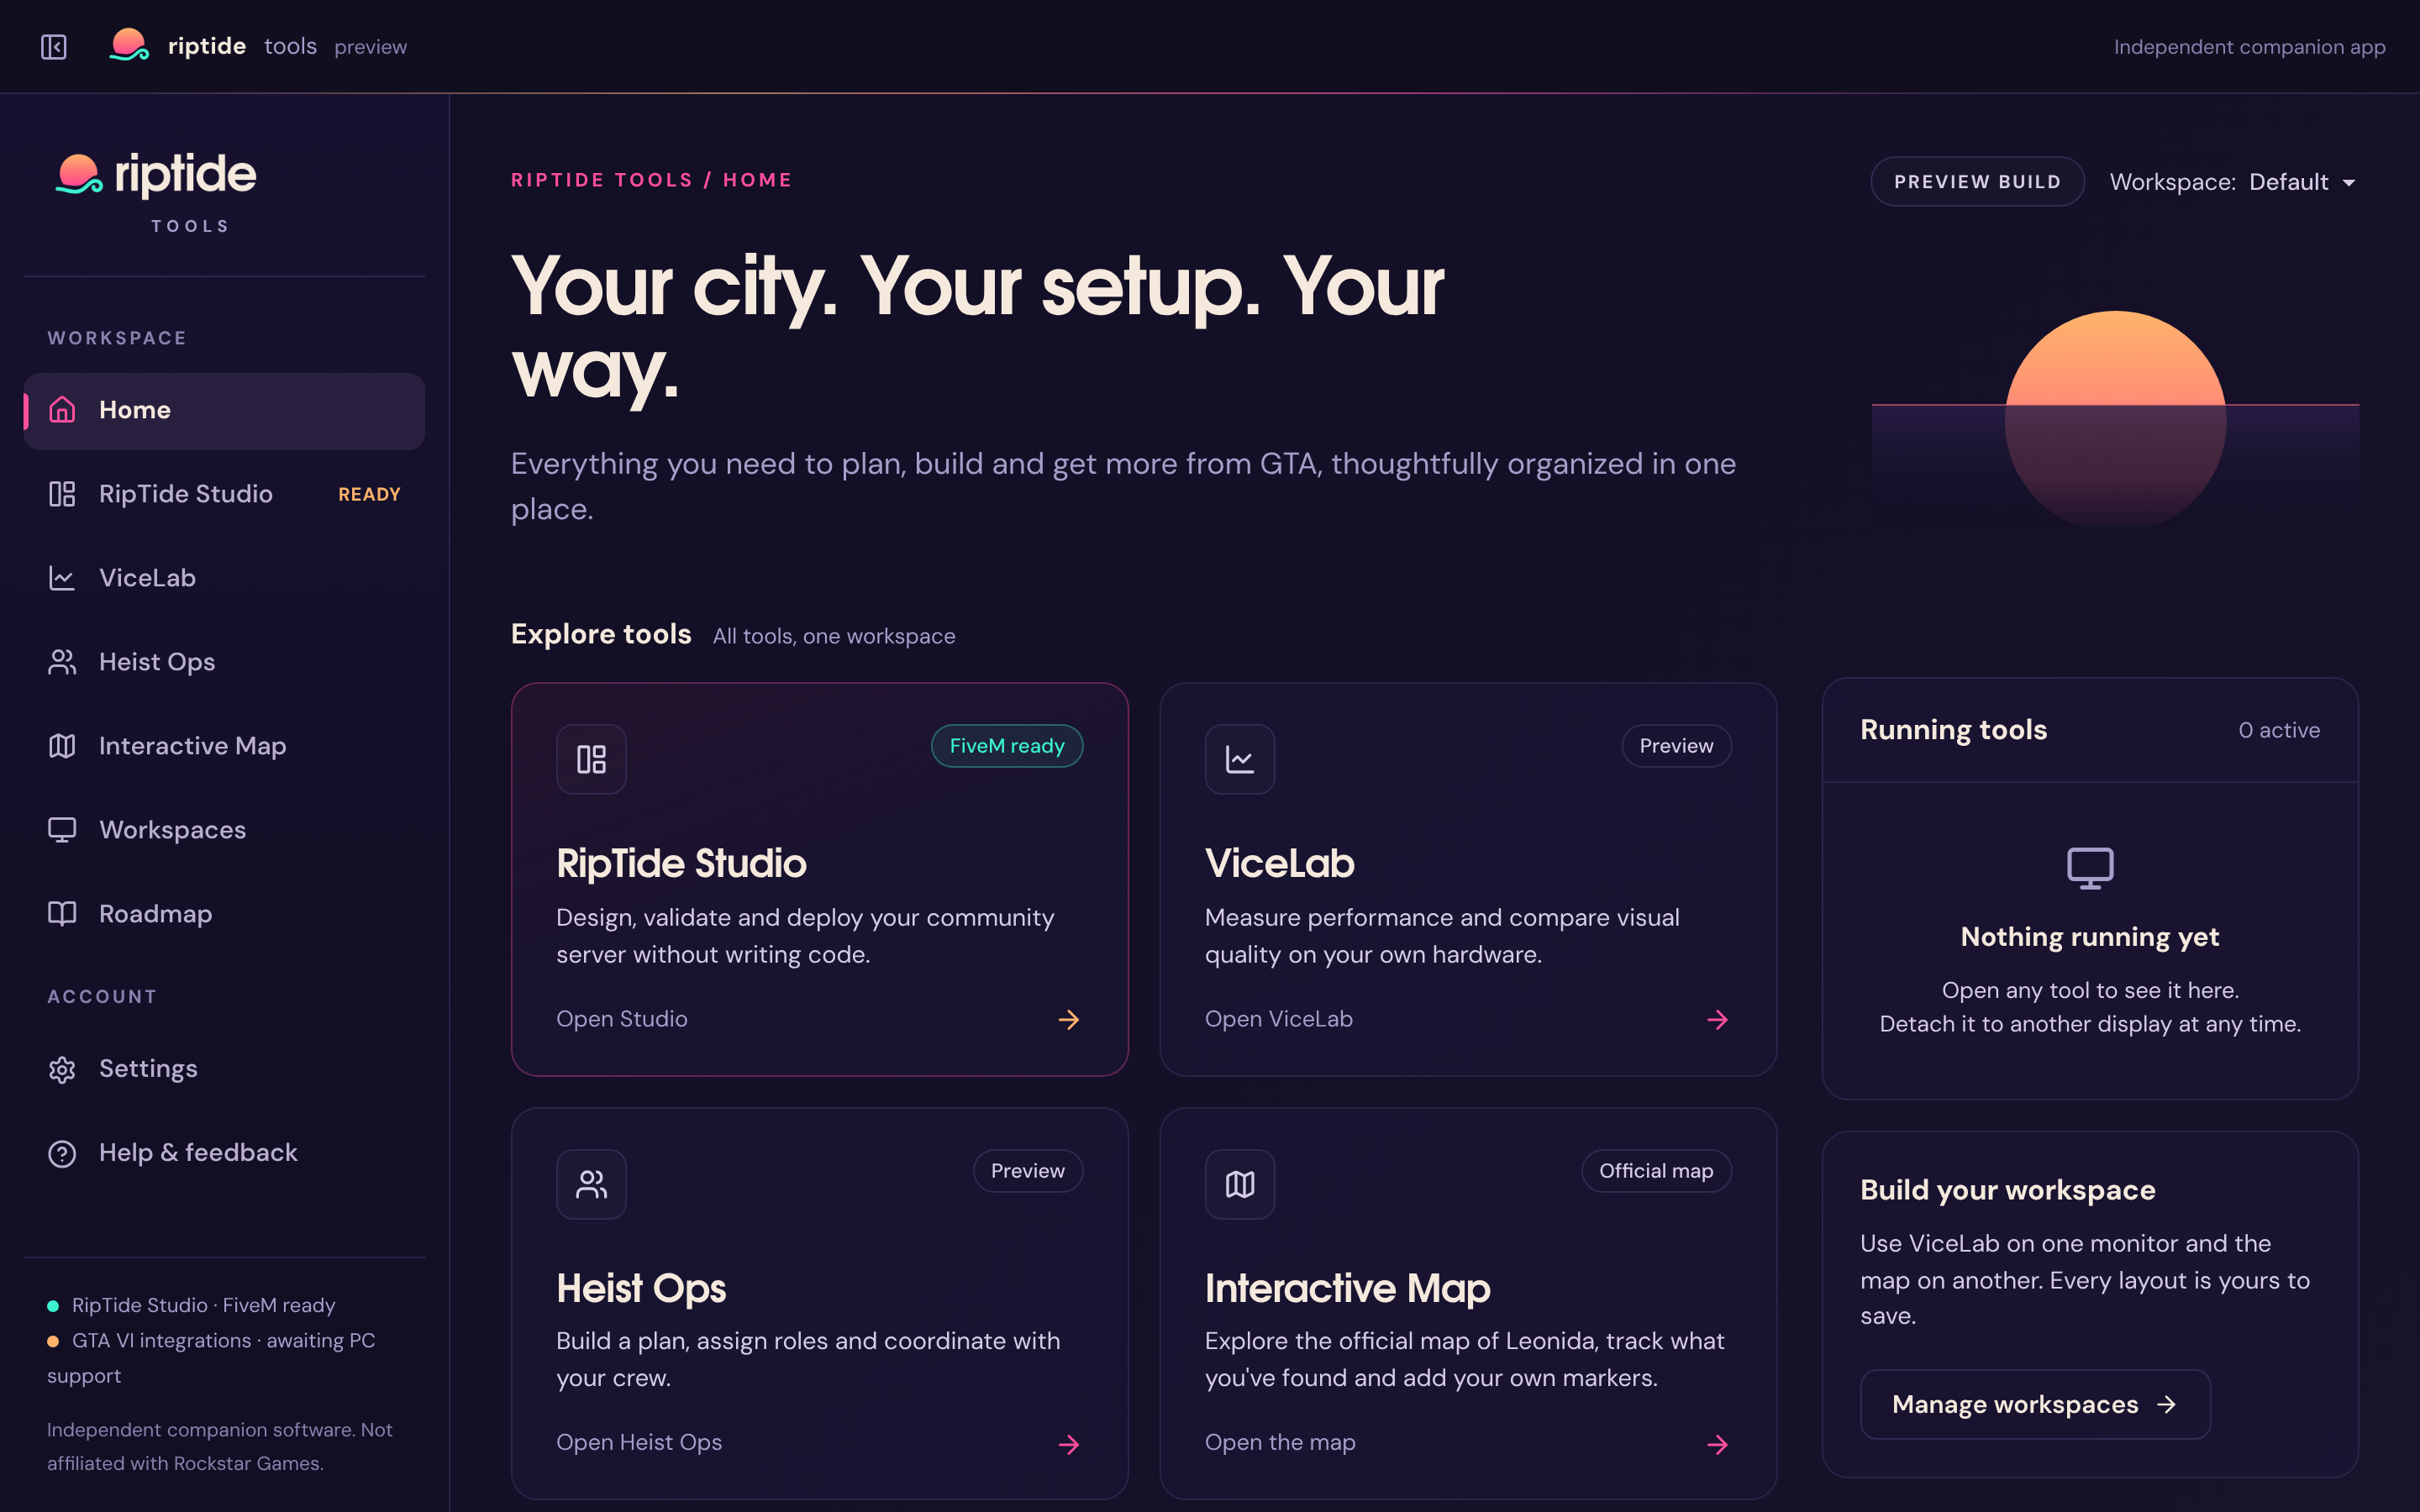 riptide tools preview
Independent companion app
riptide
TOOLS
WORKSPACE
Home
RipTide Studio READY
ViceLab
Heist Ops
Interactive Map
Workspaces
Roadmap
ACCOUNT
Settings
Help & feedback
RipTide Studio · FiveM ready
GTA VI integrations · awaiting PC
support
Independent companion software. Not
affiliated with Rockstar Games.
RIPTIDE TOOLS / HOME
PREVIEW BUILD
Workspace: Default
Your city. Your setup. Your
way.
Everything you need to plan, build and get more from GTA, thoughtfully organized in one
place.
Explore tools All tools, one workspace
FiveM ready
RipTide Studio
Design, validate and deploy your community
server without writing code.
Open Studio
Preview
ViceLab
Measure performance and compare visual
quality on your own hardware.
Open ViceLab
Preview
Heist Ops
Build a plan, assign roles and coordinate with
your crew.
Open Heist Ops
Official map
Interactive Map
Explore the official map of Leonida, track what
you've found and add your own markers.
Open the map
Running tools 0 active
Nothing running yet
Open any tool to see it here.
Detach it to another display at any time.
Build your workspace
Use ViceLab on one monitor and the
map on another. Every layout is yours to
save.
Manage workspaces